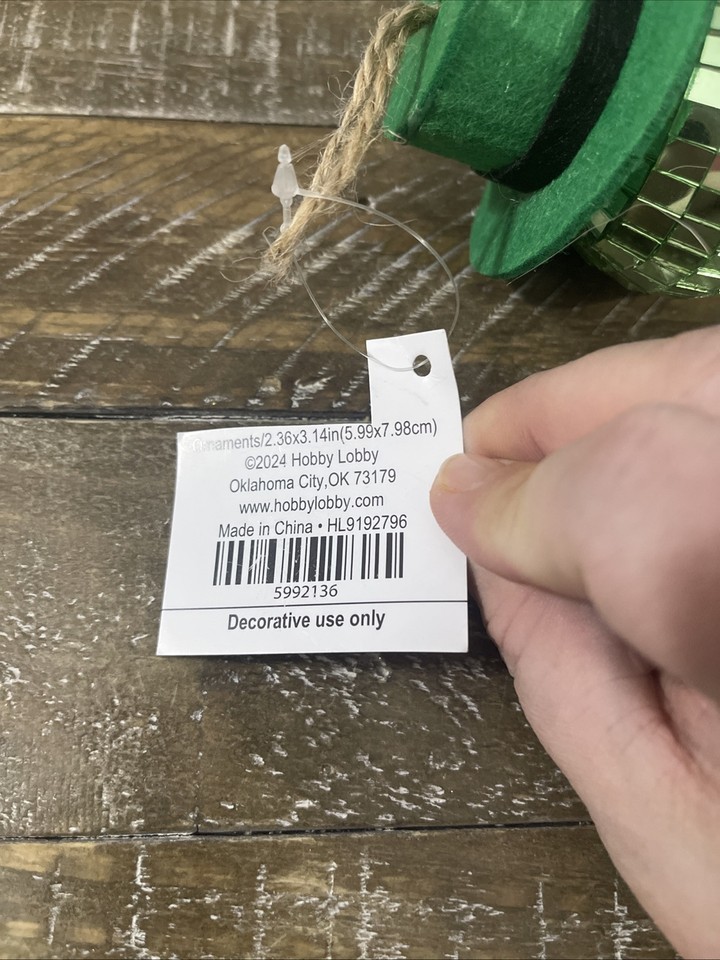 Ornaments/2.36x3.14in(5.99x7.98cm)
©2024 Hobby Lobby
Oklahoma City,OK 73179
www.hobbylobby.com
Made in China • HL9192796
5992136
Decorative use only